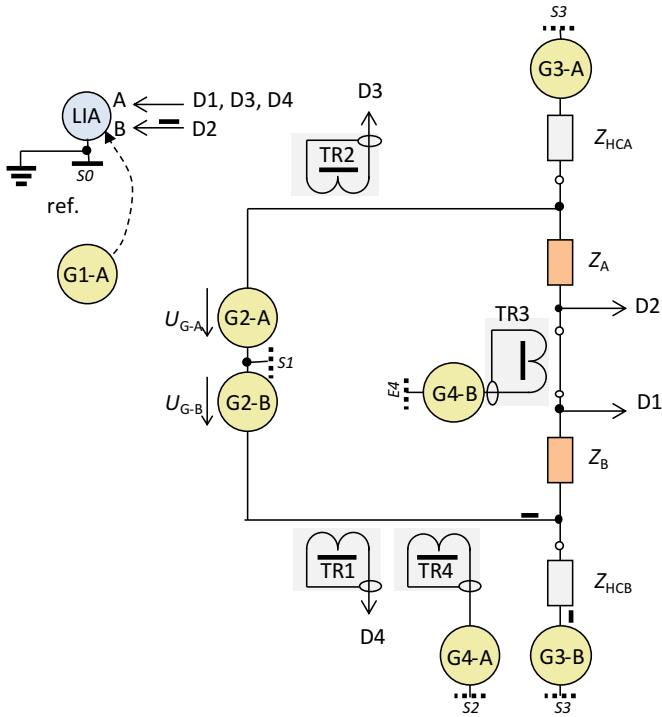 S3
G3-A
D3
A
D1, D3, D4
LIA
B
D2
TR2
Z_HCA
S0
ref.
Z_A
G1-A
TR3
D2
U_G-A
G2-A
S1
E4
G4-B
D1
U_G-B
G2-B
Z_B
TR1
TR4
Z_HCB
D4
G4-A
G3-B
S2
S3